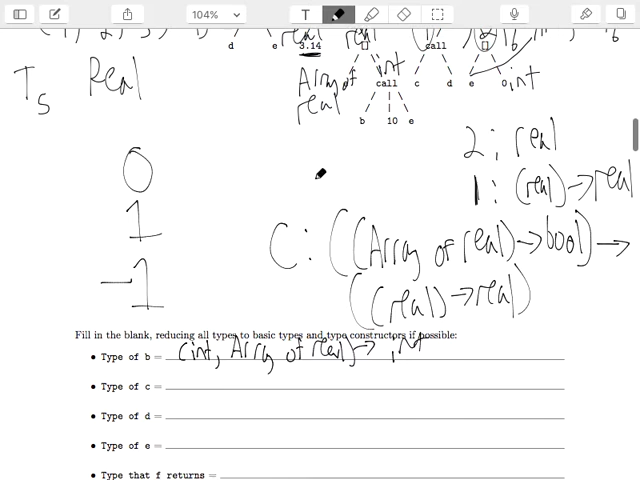 104%
T
d e real 3.14 real call
Array of real int call c d e 0 int
b 10 e
Ts Real
2: real
0
1: (real) → real
1
C: ((Array of real) → bool) →
((real) → real)
-1
Fill in the blank, reducing all types to basic types and type constructors if possible:
• Type of b = (int, Array of real) → int
• Type of c =
• Type of d =
• Type of e =
• Type that f returns =